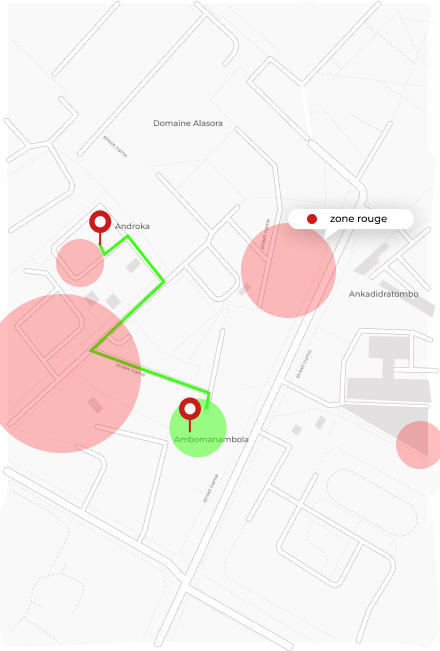 Domaine Alasora
street name
zone rouge
Androka
street name
Ankadidratombo
street name
street name
Ambomanambola
street name